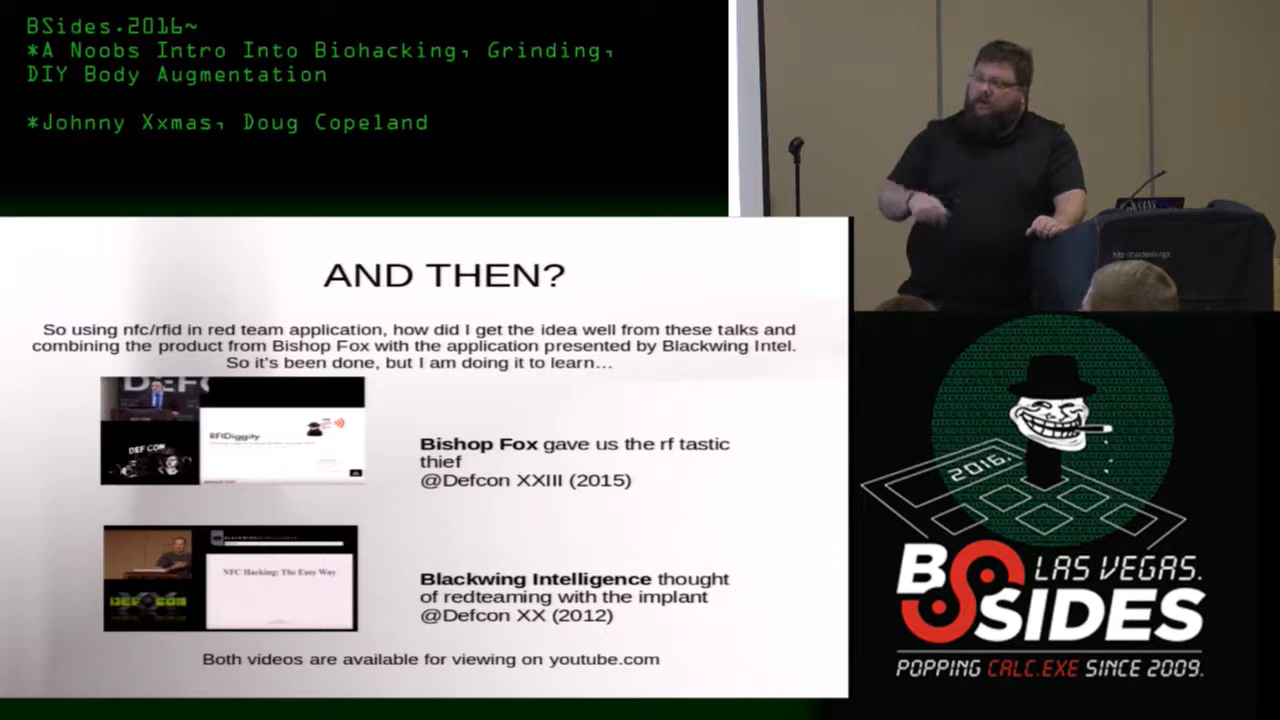 BSides.2016~
*A Noobs Intro Into Biohacking, Grinding,
DIY Body Augmentation
*Johnny Xxmas, Doug Copeland
AND THEN?
So using nfc/rfid in red team application, how did I get the idea well from these talks and
combining the product from Bishop Fox with the application presented by Blackwing Intel.
So it's been done, but I am doing it to learn…
DEFC
RFIDiggity
DEF CON
Bishop Fox gave us the rf tastic
thief
@Defcon XXIII (2015)
NFC Hacking: The Easy Way
DEF CON
Blackwing Intelligence thought
of redteaming with the implant
@Defcon XX (2012)
Both videos are available for viewing on youtube.com
2016.
BSIDES
LAS VEGAS.
POPPING CALC.EXE SINCE 2009.